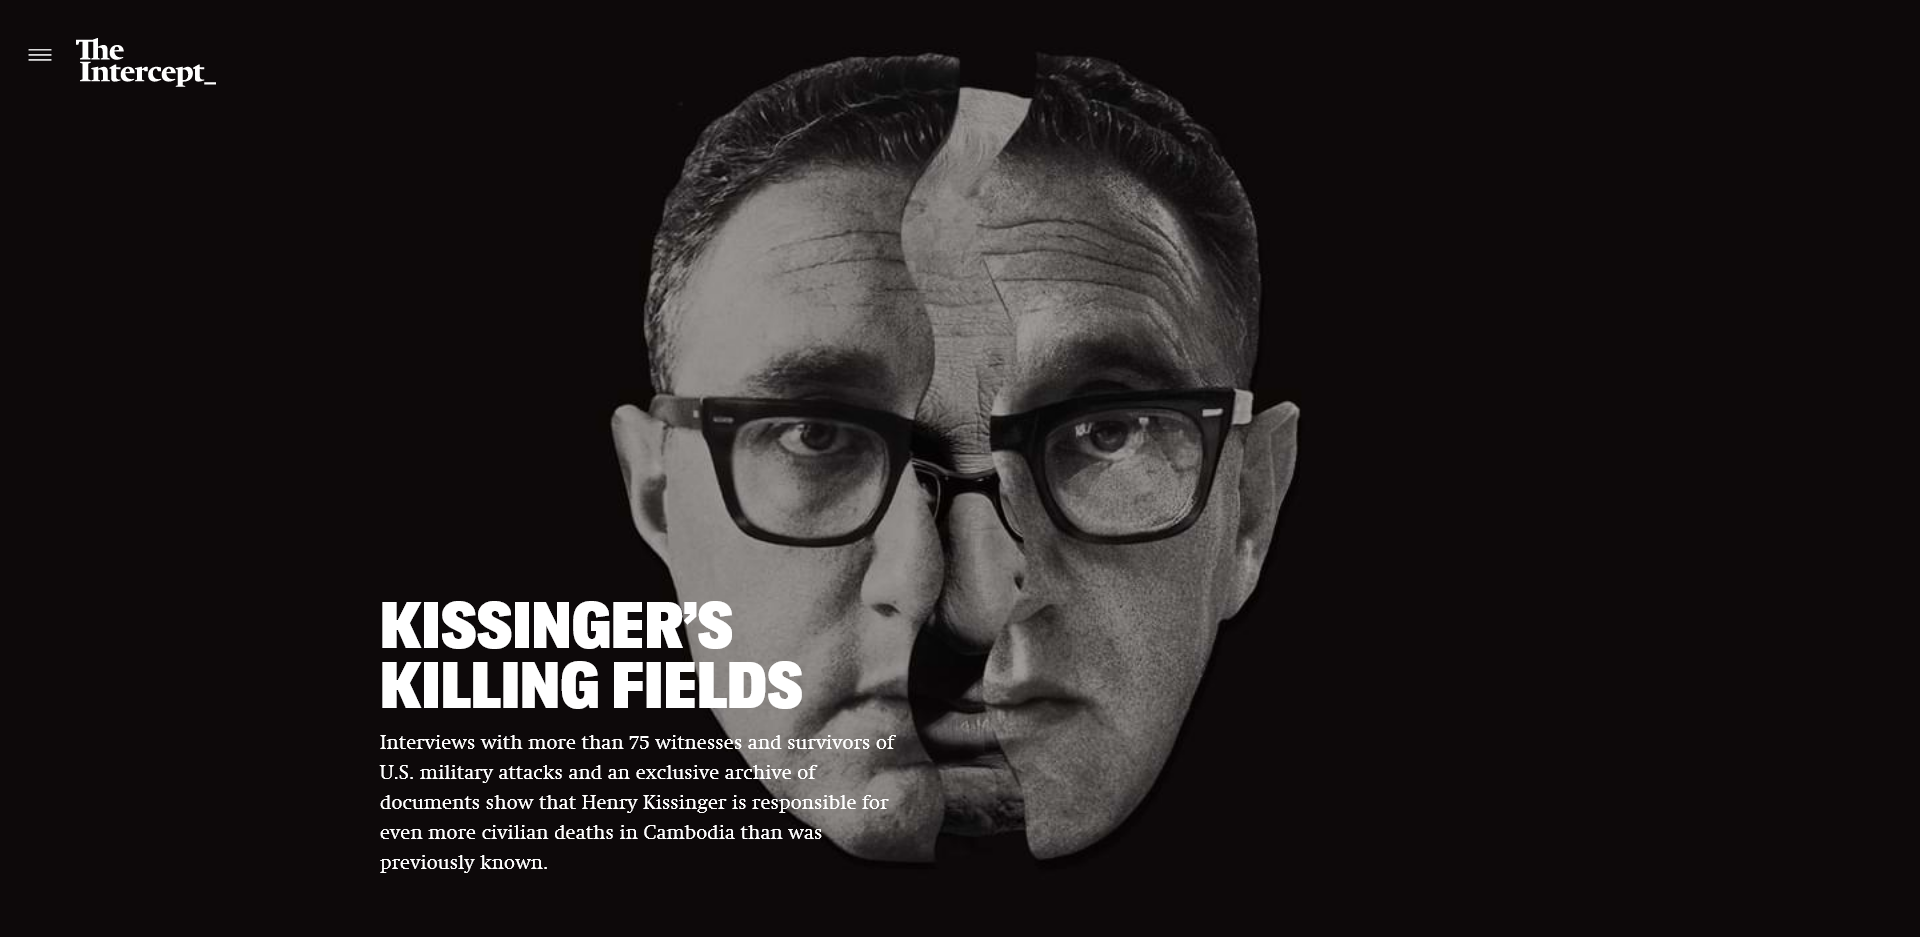 The
Intercept_
KISSINGER’S
KILLING FIELDS
Interviews with more than 75 witnesses and survivors of
U.S. military attacks and an exclusive archive of
documents show that Henry Kissinger is responsible for
even more civilian deaths in Cambodia than was
previously known.